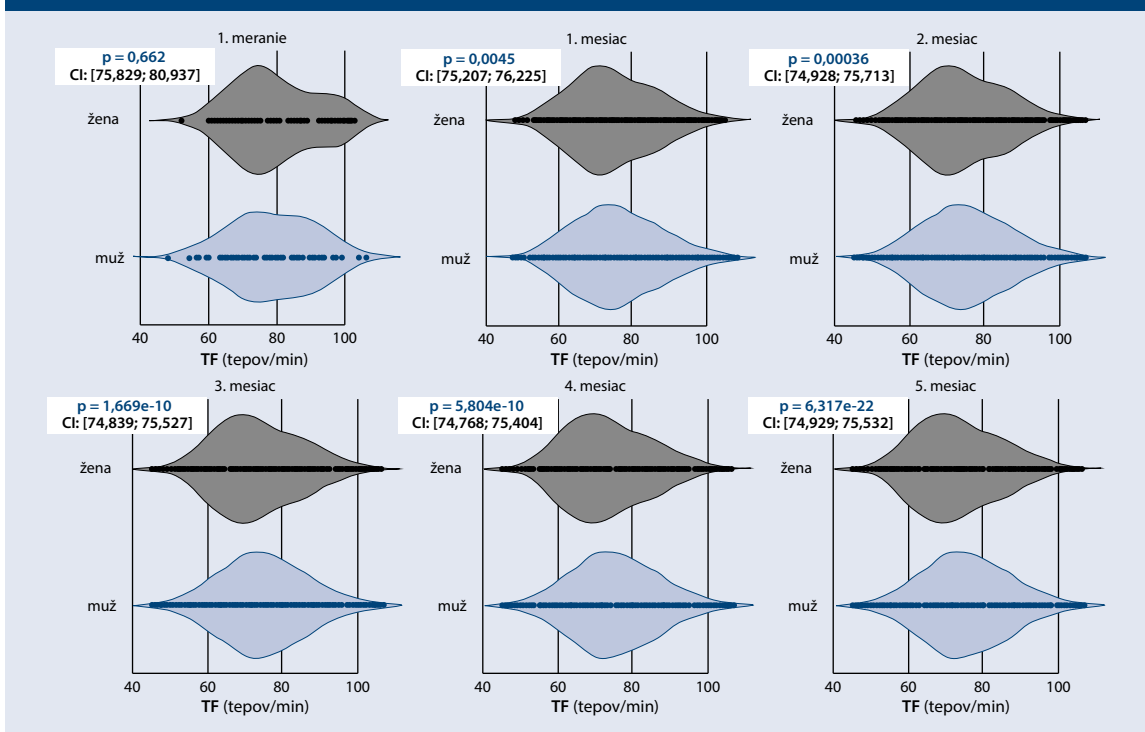 1. meranie
p = 0,662
CI: [75,829; 80,937]
žena
muž
40 60 80 100
TF (tepov/min)
1. mesiac
p = 0,0045
CI: [75,207; 76,225]
žena
muž
40 60 80 100
TF (tepov/min)
2. mesiac
p = 0,00036
CI: [74,928; 75,713]
žena
muž
40 60 80 100
TF (tepov/min)
3. mesiac
p = 1,669e-10
CI: [74,839; 75,527]
žena
muž
40 60 80 100
TF (tepov/min)
4. mesiac
p = 5,804e-10
CI: [74,768; 75,404]
žena
muž
40 60 80 100
TF (tepov/min)
5. mesiac
p = 6,317e-22
CI: [74,929; 75,532]
žena
muž
40 60 80 100
TF (tepov/min)